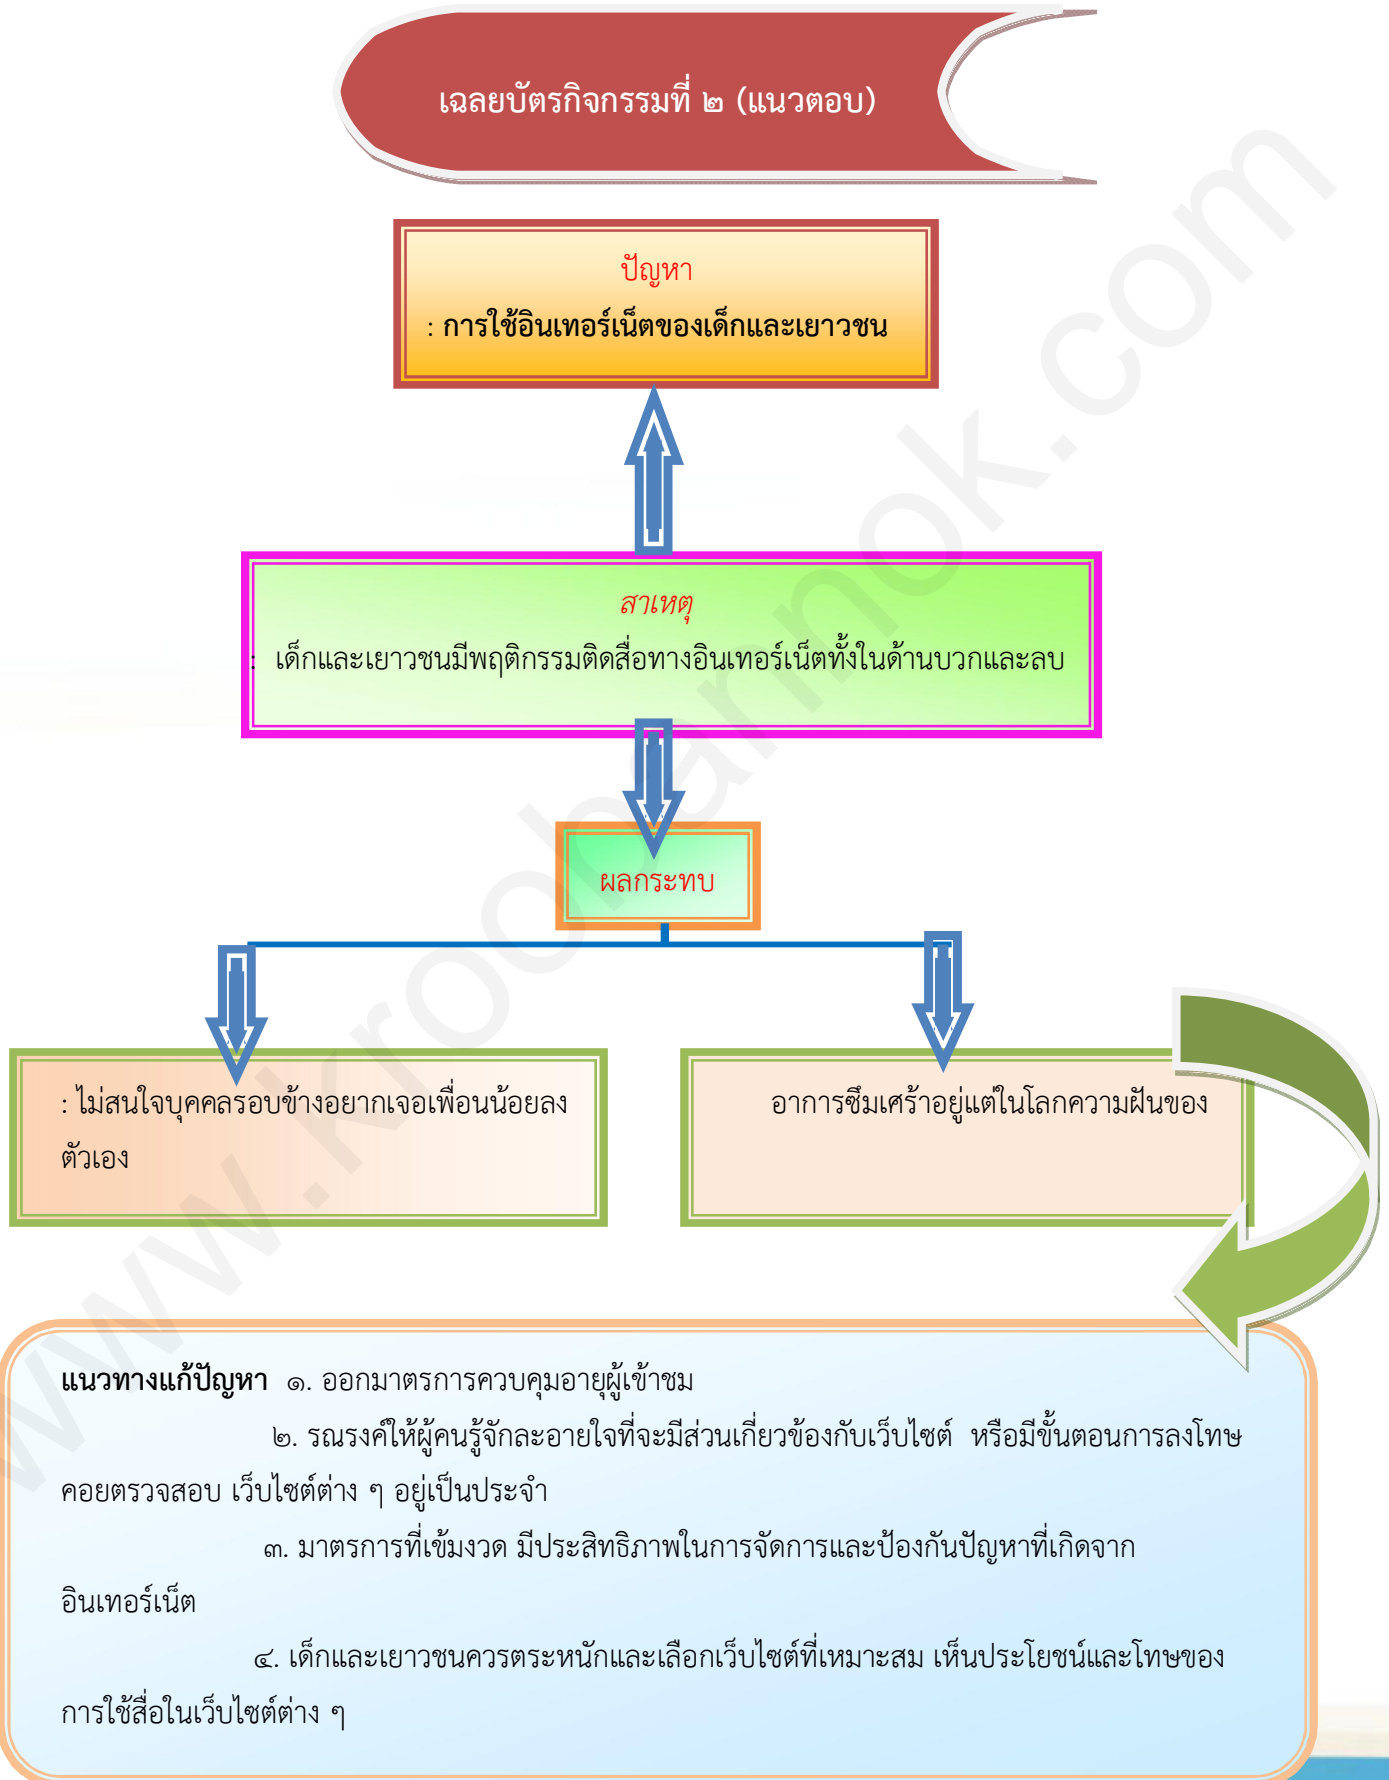 เฉลยบัตรกิจกรรมที่ ๒ (แนวตอบ)
ปัญหา
: การใช้อินเทอร์เน็ตของเด็กและเยาวชน
สาเหตุ
: เด็กและเยาวชนมีพฤติกรรมติดสื่อทางอินเทอร์เน็ตทั้งในด้านบวกและลบ
ผลกระทบ
: ไม่สนใจบุคคลรอบข้างอยากเจอเพื่อนน้อยลง
ตัวเอง
อาการซึมเศร้าอยู่แต่ในโลกความฝันของ
แนวทางแก้ปัญหา ๑. ออกมาตรการควบคุมอายุผู้เข้าชม
๒. รณรงค์ให้ผู้คนรู้จักละอายใจที่จะมีส่วนเกี่ยวข้องกับเว็บไซต์ หรือมีขั้นตอนการลงโทษ
คอยตรวจสอบ เว็บไซต์ต่าง ๆ อยู่เป็นประจำ
๓. มาตรการที่เข้มงวด มีประสิทธิภาพในการจัดการและป้องกันปัญหาที่เกิดจาก
อินเทอร์เน็ต
๔. เด็กและเยาวชนควรตระหนักและเลือกเว็บไซต์ที่เหมาะสม เห็นประโยชน์และโทษของ
การใช้สื่อในเว็บไซต์ต่าง ๆ
www.kroobannok.com